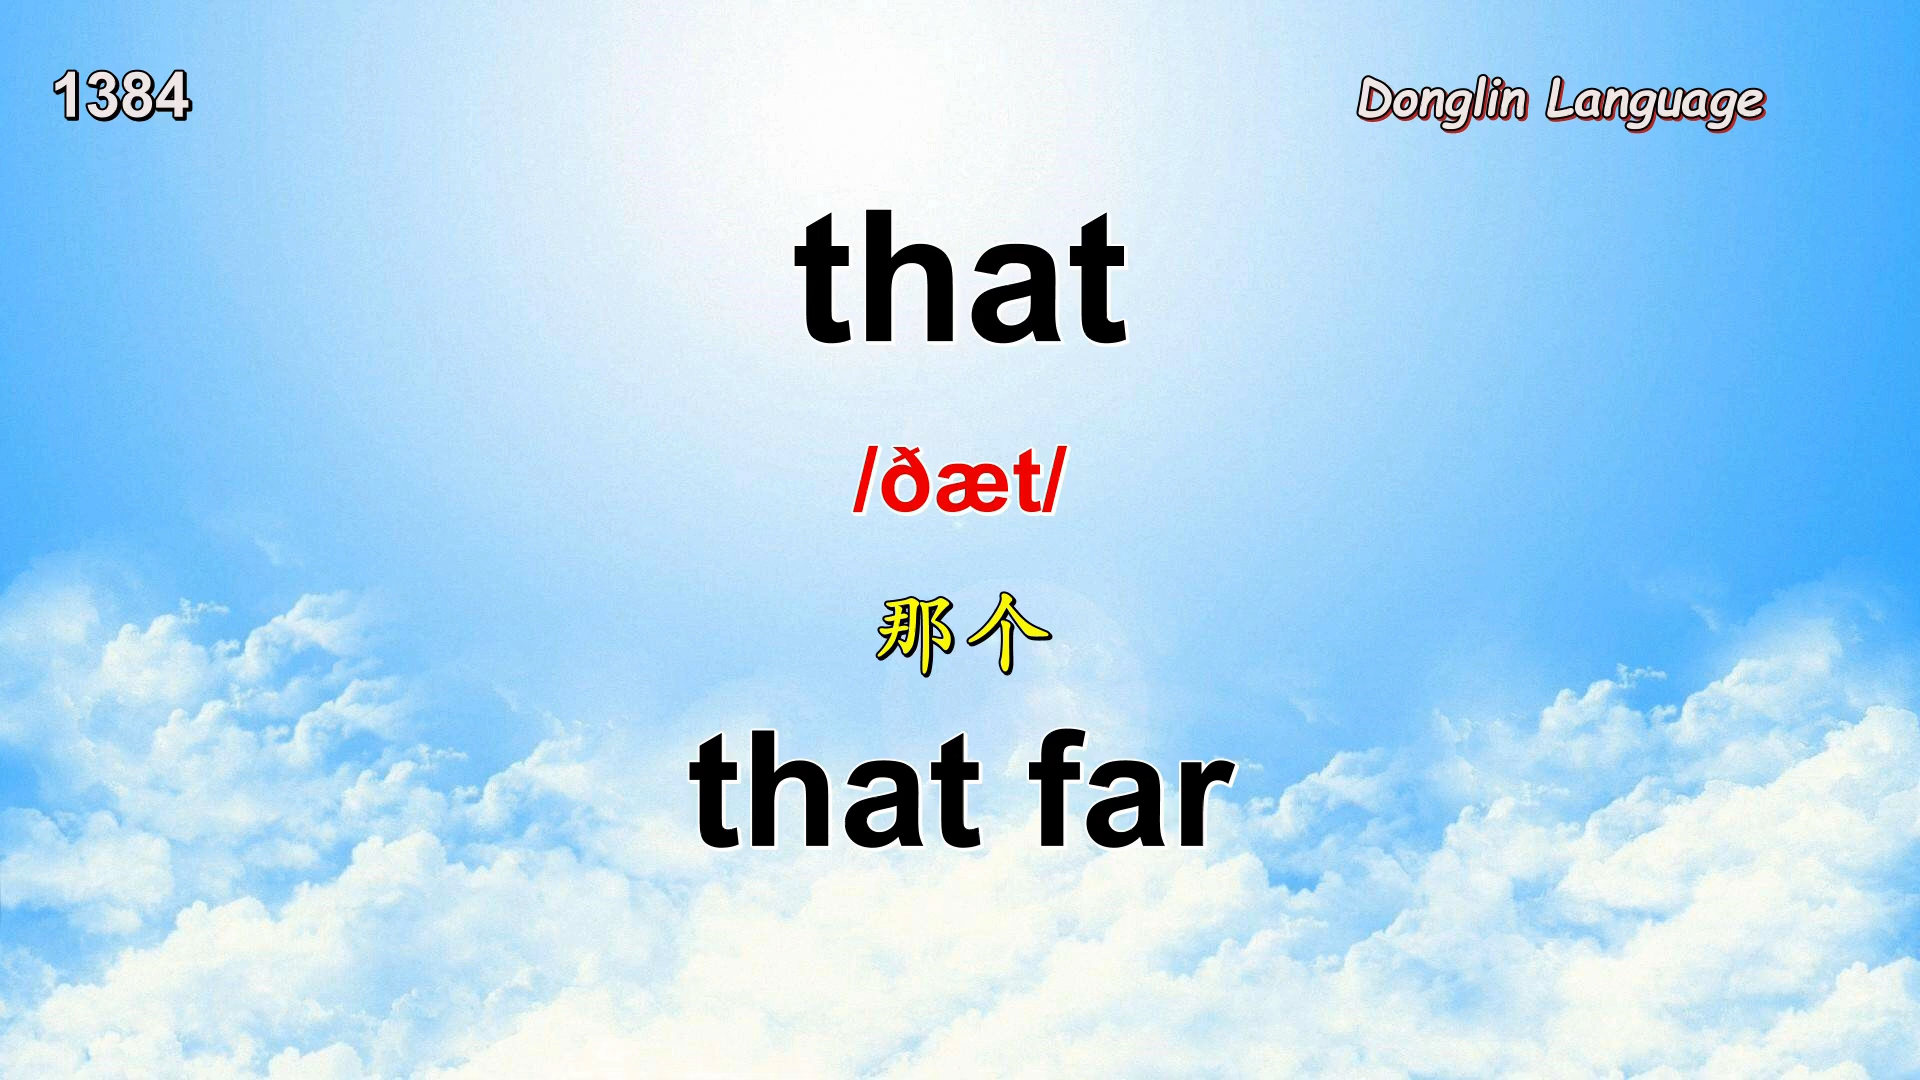 1384
Donglin Language
that
/ðæt/
那个
that far